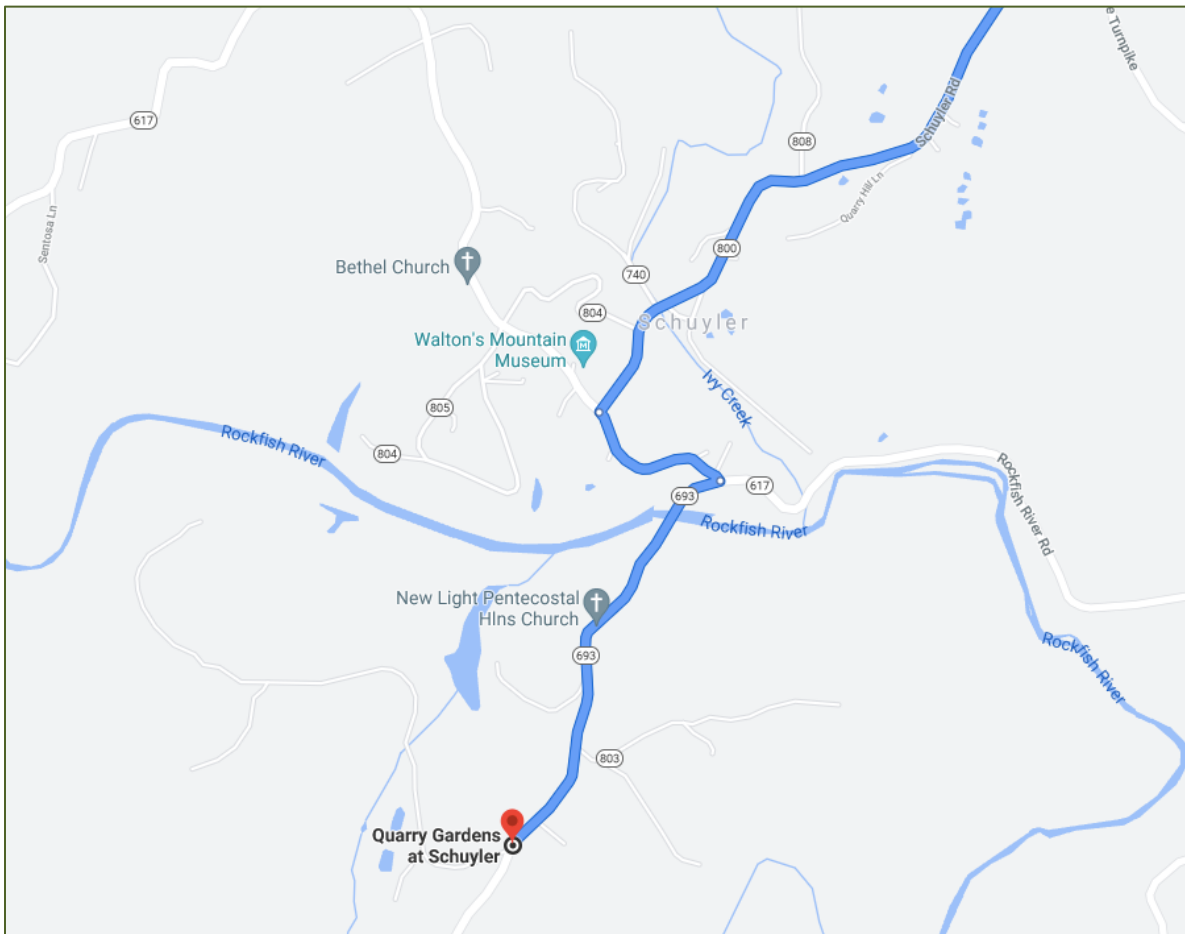 e Turnpike
Schuyler Rd
617
808
Quarry Hill Ln
Sentosa Ln
800
Bethel Church
740
804
Schuyler
Walton's Mountain
Museum
Ivy Creek
805
Rockfish River
804
Rockfish River Rd
617
693
Rockfish River
New Light Pentecostal
Hlns Church
693
Rockfish River
803
Quarry Gardens
at Schuyler